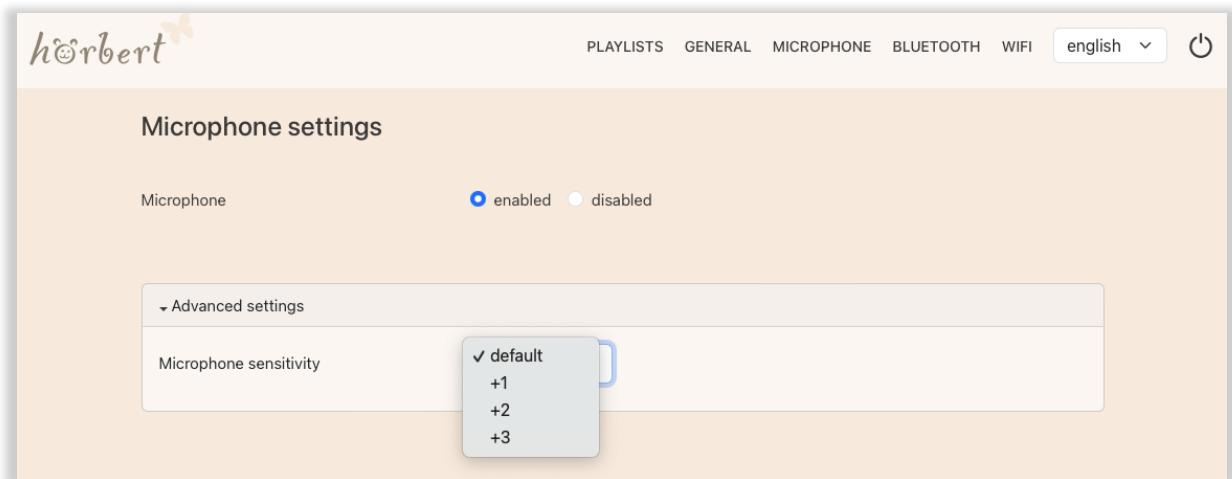 hörbert PLAYLISTS GENERAL MICROPHONE BLUETOOTH WIFI english
Microphone settings
Microphone enabled disabled
Advanced settings
Microphone sensitivity
✓ default
+1
+2
+3